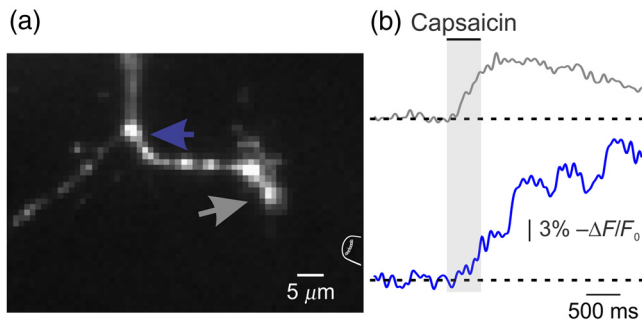 (a)
5 μm
(b)
Capsaicin
3% –ΔF/F₀
500 ms